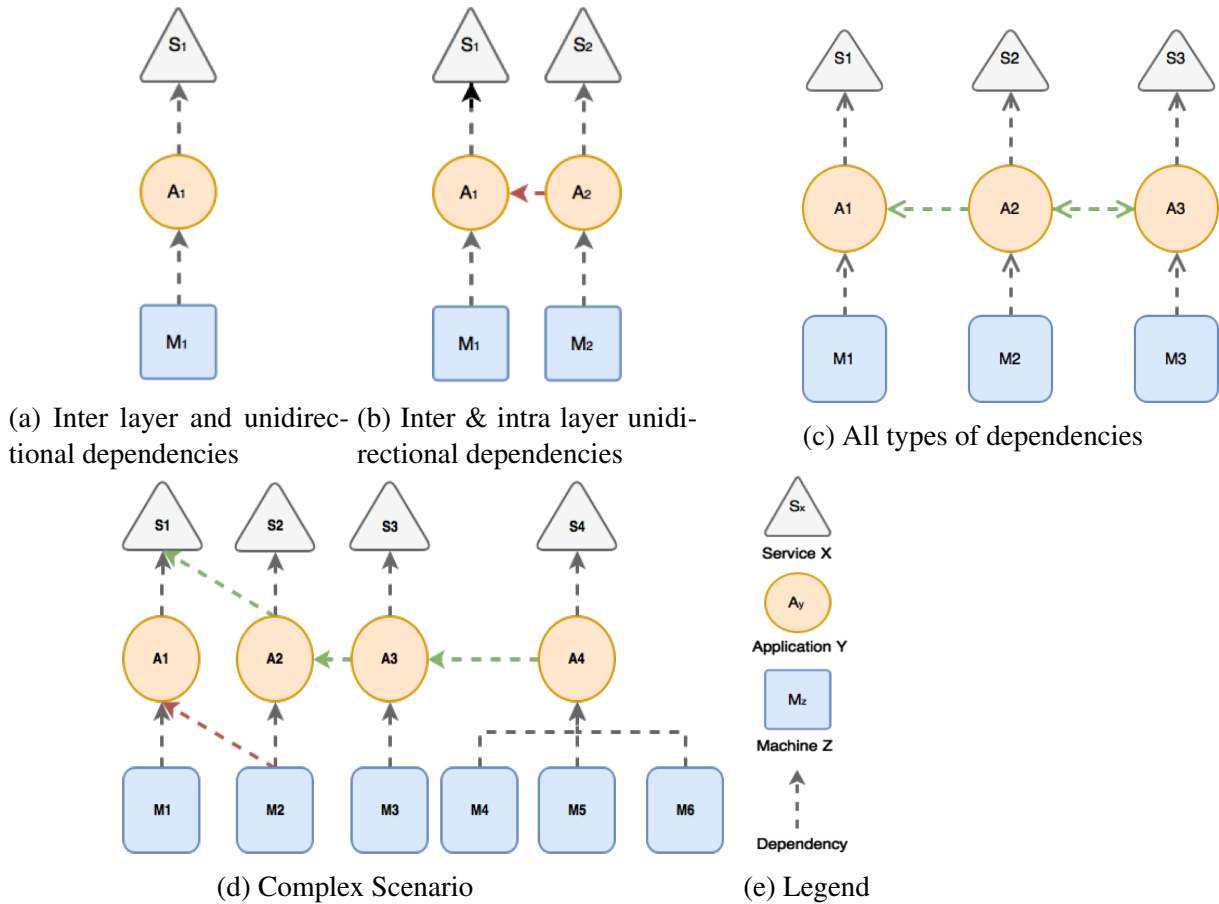 S1
A1
M1
(a) Inter layer and unidirec-
tional dependencies
S1 S2
A1 A2
M1 M2
(b) Inter & intra layer unidi-
rectional dependencies
S1 S2 S3
A1 A2 A3
M1 M2 M3
(c) All types of dependencies
S1 S2 S3 S4
A1 A2 A3 A4
M1 M2 M3 M4 M5 M6
(d) Complex Scenario
Sx
Service X
Ay
Application Y
Mz
Machine Z
Dependency
(e) Legend